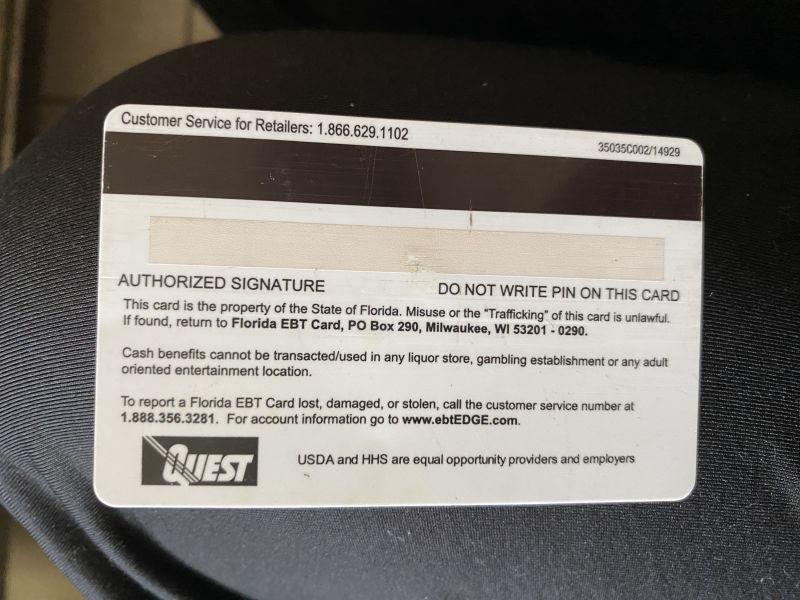 Customer Service for Retailers: 1.866.629.1102
35035C002/14929
AUTHORIZED SIGNATURE
DO NOT WRITE PIN ON THIS CARD
This card is the property of the State of Florida. Misuse or the “Trafficking” of this card is unlawful.
If found, return to Florida EBT Card, PO Box 290, Milwaukee, WI 53201 - 0290.
Cash benefits cannot be transacted/used in any liquor store, gambling establishment or any adult
oriented entertainment location.
To report a Florida EBT Card lost, damaged, or stolen, call the customer service number at
1.888.356.3281. For account information go to www.ebtEDGE.com.
QUEST
USDA and HHS are equal opportunity providers and employers